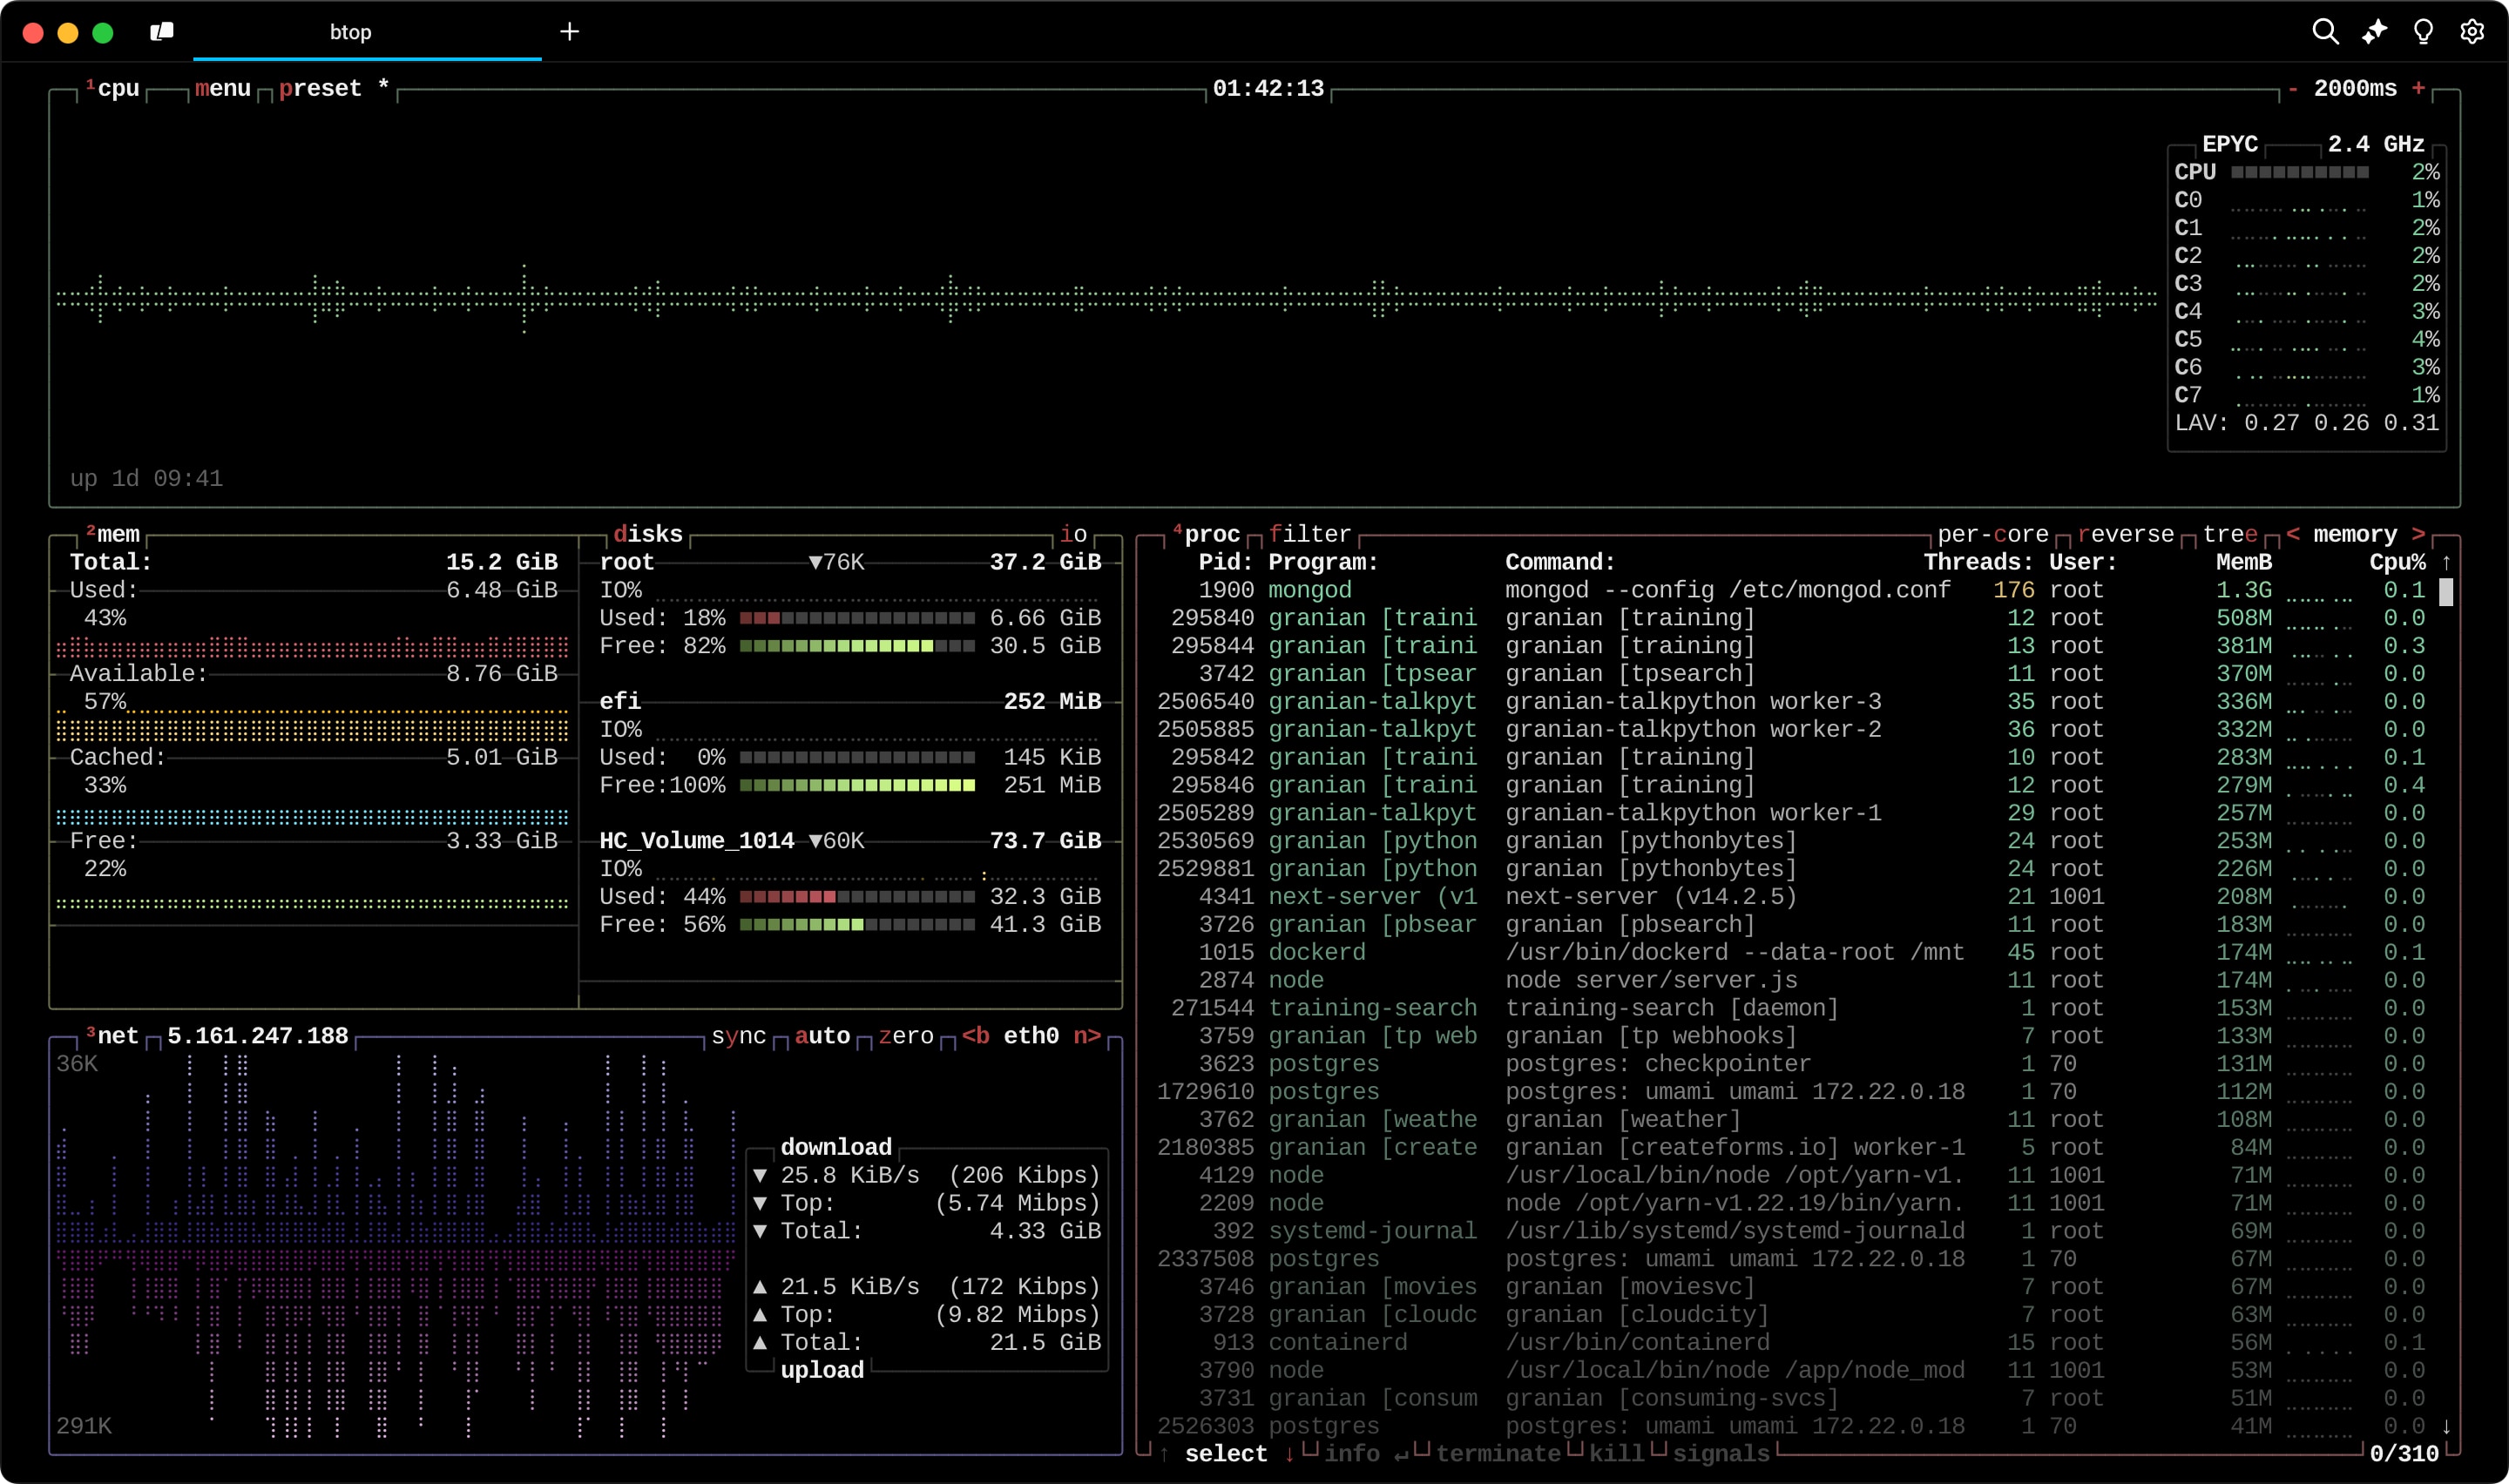 btop
¹cpu menu preset * 01:42:13 - 2000ms +
EPYC 2.4 GHz
CPU 2%
C0 1%
C1 2%
C2 2%
C3 2%
C4 3%
C5 4%
C6 3%
C7 1%
LAV: 0.27 0.26 0.31
up 1d 09:41
²mem
Total: 15.2 GiB
Used: 6.48 GiB
43%
Available: 8.76 GiB
57%
Cached: 5.01 GiB
33%
Free: 3.33 GiB
22%
disks io
root ▼76K 37.2 GiB
IO%
Used: 18% 6.66 GiB
Free: 82% 30.5 GiB
efi 252 MiB
IO%
Used: 0% 145 KiB
Free:100% 251 MiB
HC_Volume_1014 ▼60K 73.7 GiB
IO%
Used: 44% 32.3 GiB
Free: 56% 41.3 GiB
³net 5.161.247.188 sync auto zero <b eth0 n>
36K
download
▼ 25.8 KiB/s (206 Kibps)
▼ Top: (5.74 Mibps)
▼ Total: 4.33 GiB
▲ 21.5 KiB/s (172 Kibps)
▲ Top: (9.82 Mibps)
▲ Total: 21.5 GiB
upload
291K
⁴proc filter per-core reverse tree < memory >
Pid: Program: Command: Threads: User: MemB Cpu% ↑
1900 mongod mongod --config /etc/mongod.conf 176 root 1.3G 0.1
295840 granian [traini granian [training] 12 root 508M 0.0
295844 granian [traini granian [training] 13 root 381M 0.3
3742 granian [tpsear granian [tpsearch] 11 root 370M 0.0
2506540 granian-talkpyt granian-talkpython worker-3 35 root 336M 0.0
2505885 granian-talkpyt granian-talkpython worker-2 36 root 332M 0.0
295842 granian [traini granian [training] 10 root 283M 0.1
295846 granian [traini granian [training] 12 root 279M 0.4
2505289 granian-talkpyt granian-talkpython worker-1 29 root 257M 0.0
2530569 granian [python granian [pythonbytes] 24 root 253M 0.0
2529881 granian [python granian [pythonbytes] 24 root 226M 0.0
4341 next-server (v1 next-server (v14.2.5) 21 1001 208M 0.0
3726 granian [pbsear granian [pbsearch] 11 root 183M 0.0
1015 dockerd /usr/bin/dockerd --data-root /mnt 45 root 174M 0.1
2874 node node server/server.js 11 root 174M 0.0
271544 training-search training-search [daemon] 1 root 153M 0.0
3759 granian [tp web granian [tp webhooks] 7 root 133M 0.0
3623 postgres postgres: checkpointer 1 70 131M 0.0
1729610 postgres postgres: umami umami 172.22.0.18 1 70 112M 0.0
3762 granian [weathe granian [weather] 11 root 108M 0.0
2180385 granian [create granian [createforms.io] worker-1 5 root 84M 0.0
4129 node /usr/local/bin/node /opt/yarn-v1. 11 1001 71M 0.0
2209 node node /opt/yarn-v1.22.19/bin/yarn. 11 1001 71M 0.0
392 systemd-journal /usr/lib/systemd/systemd-journald 1 root 69M 0.0
2337508 postgres postgres: umami umami 172.22.0.18 1 70 67M 0.0
3746 granian [movies granian [moviesvc] 7 root 67M 0.0
3728 granian [cloudc granian [cloudcity] 7 root 63M 0.0
913 containerd /usr/bin/containerd 15 root 56M 0.1
3790 node /usr/local/bin/node /app/node_mod 11 1001 53M 0.0
3731 granian [consum granian [consuming-svcs] 7 root 51M 0.0
2526303 postgres postgres: umami umami 172.22.0.18 1 70 41M 0.0 ↓
↑ select ↓ info ↵ terminate kill signals 0/310